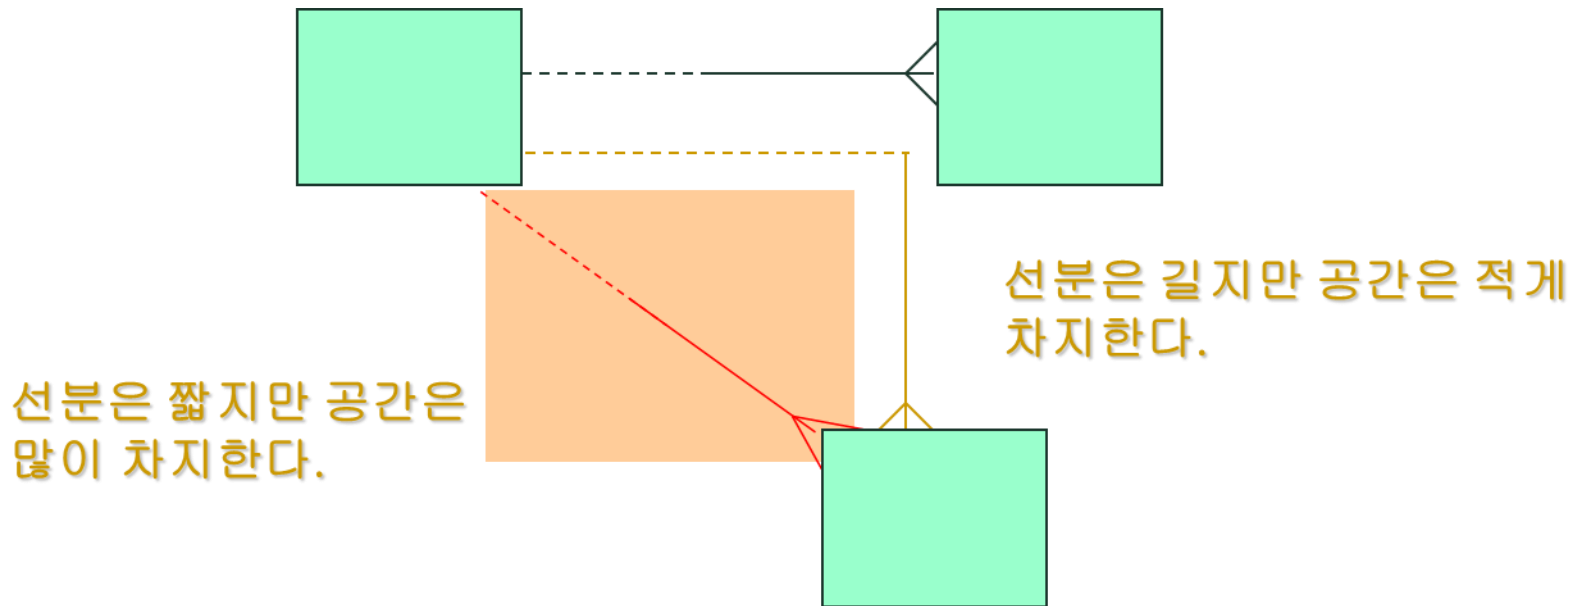 선분은 길지만 공간은 적게
차지한다.
선분은 짧지만 공간은
많이 차지한다.